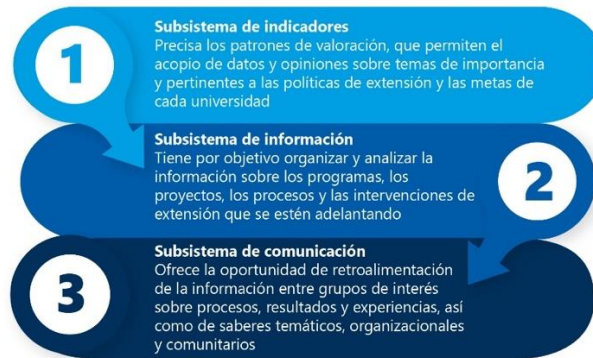 1
Subsistema de indicadores
Precisa los patrones de valoración, que permiten el
acopio de datos y opiniones sobre temas de importancia
y pertinentes a las políticas de extensión y las metas de
cada universidad
Subsistema de información
Tiene por objetivo organizar y analizar la
información sobre los programas, los
proyectos, los procesos y las intervenciones de
extensión que se estén adelantando
2
3
Subsistema de comunicación
Ofrece la oportunidad de retroalimentación
de la información entre grupos de interés
sobre procesos, resultados y experiencias, así
como de saberes temáticos, organizacionales
y comunitarios